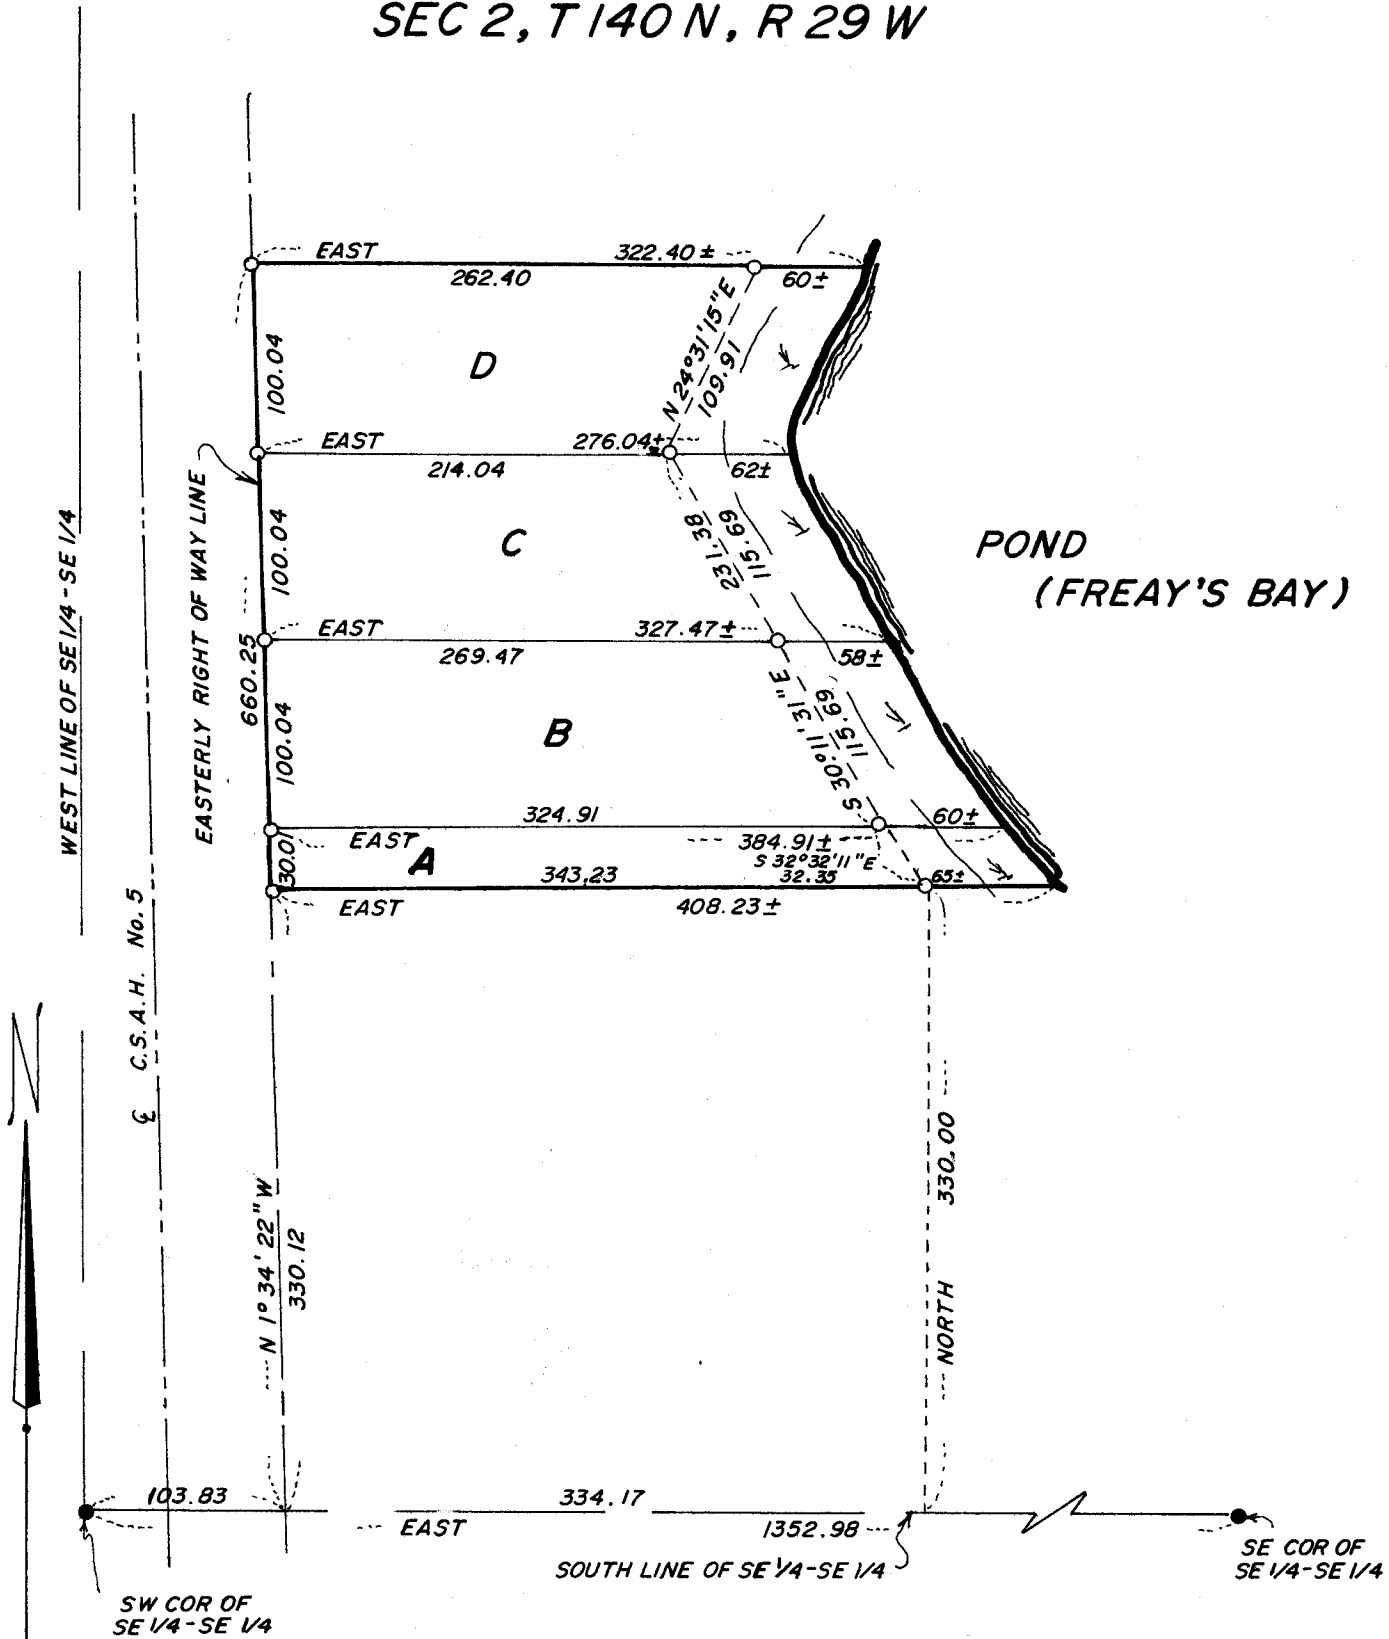 SEC 2, T 140 N, R 29 W
EAST 322.40 ±
262.40 60±
100.04
D
N 24°31'15" E
109.91
EAST 276.04±
214.04 62±
EASTERLY RIGHT OF WAY LINE
WEST LINE OF SE 1/4 - SE 1/4
100.04
C
231.38
115.69
POND
(FREAY'S BAY)
EAST 327.47±
269.47 58±
660.25
100.04
B
S 30°11'31" E
115.69
324.91 60±
EAST 384.91±
30.01
A
S 32°32'11" E
343.23 32.35 65±
EAST 408.23±
℄ C.S.A.H. No. 5
N
N 1° 34' 22" W
330.12
330.00
NORTH
103.83 334.17
EAST 1352.98
SOUTH LINE OF SE 1/4-SE 1/4
SW COR OF
SE 1/4 - SE 1/4
SE COR OF
SE 1/4-SE 1/4